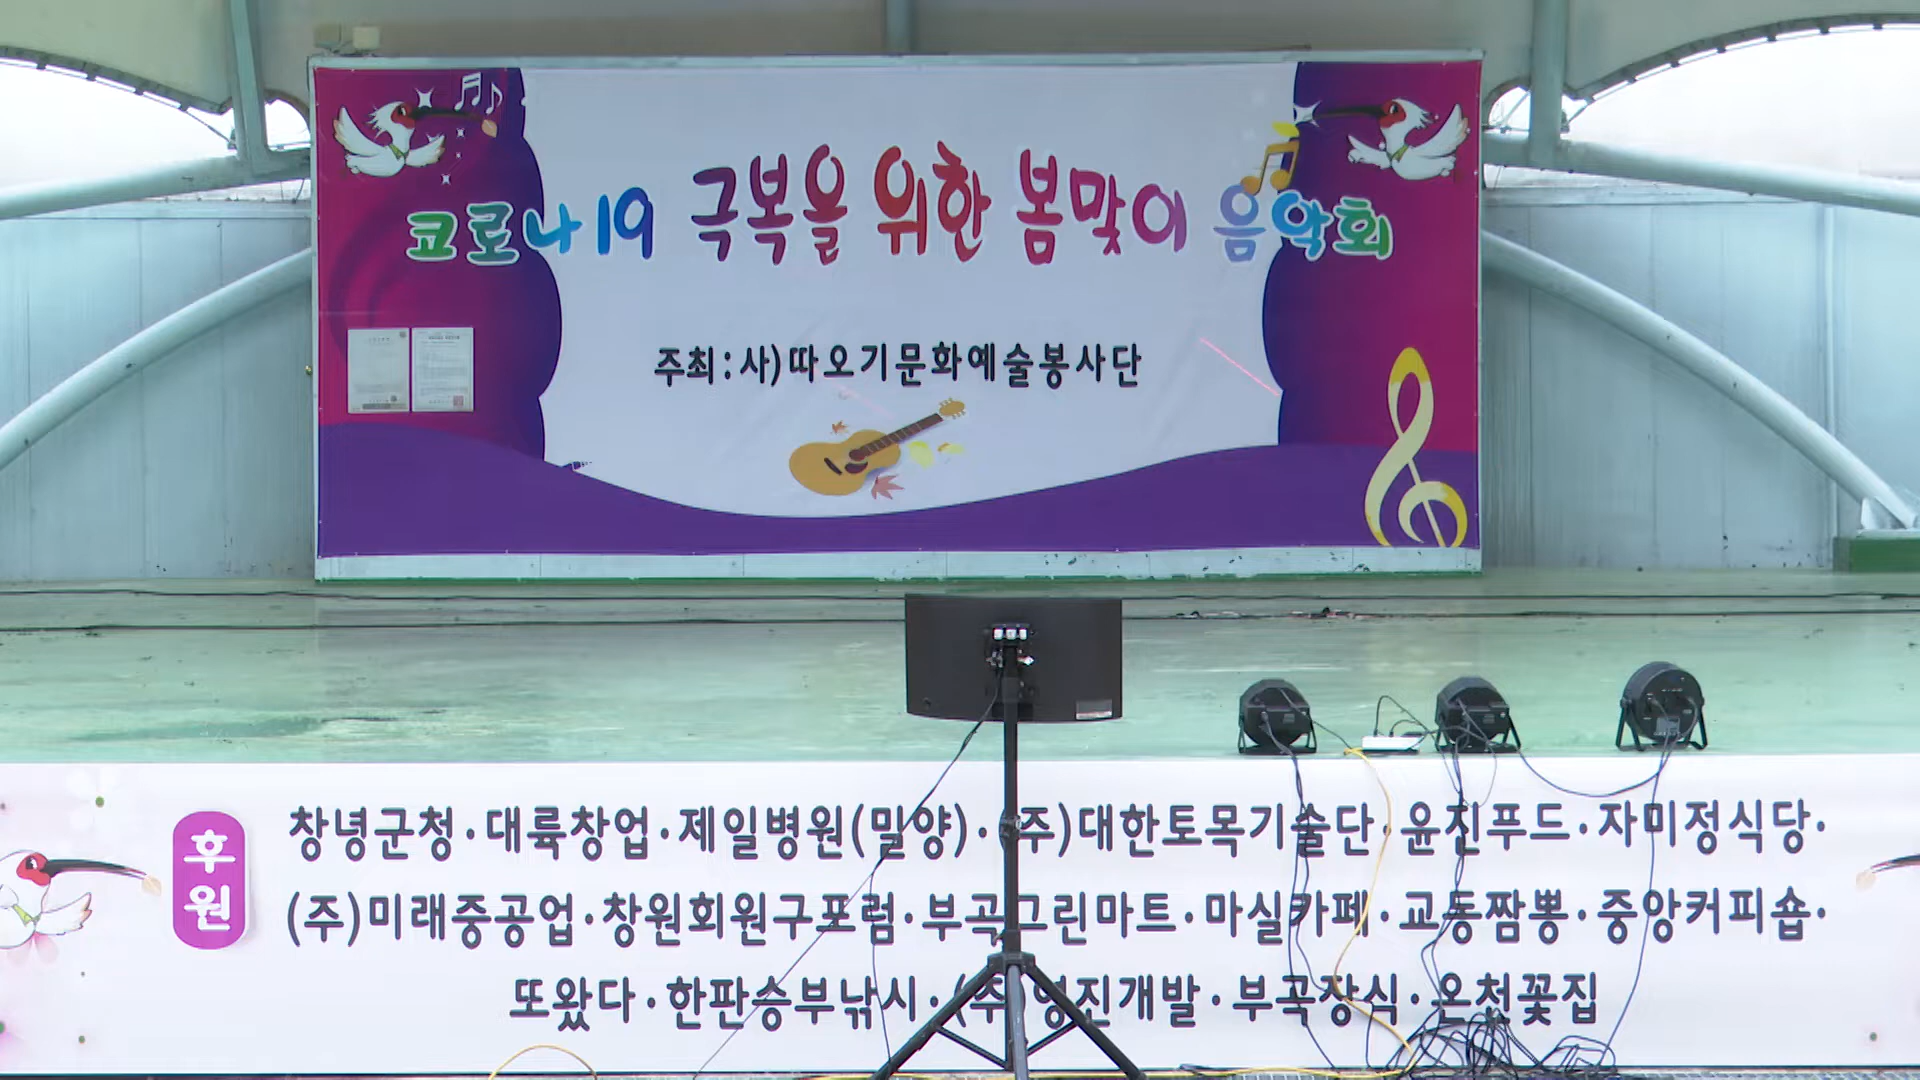 코로나19 극복을 위한 봄맞이 음악회
주최:사)따오기문화예술봉사단
후원
창녕군청·대륙창업·제일병원(밀양)·(주)대한토목기술단·윤진푸드·자미정식당·
(주)미래중공업·창원회원구포럼·부곡그린마트·마실카페·교동짬뽕·중앙커피숍·
또왔다·한판승부낚시·(주)영진개발·부곡장식·온천꽃집